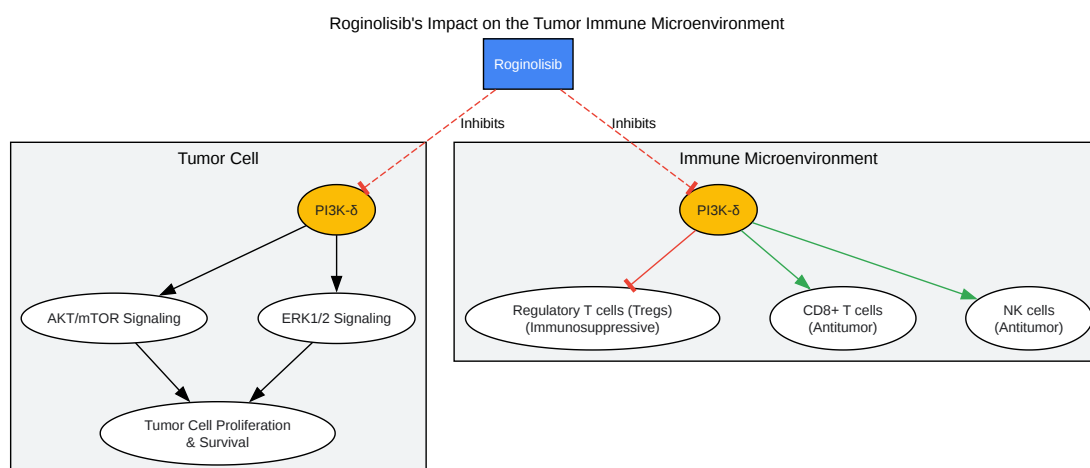 Roginolisib's Impact on the Tumor Immune Microenvironment
Roginolisib
Inhibits
Inhibits
Tumor Cell
PI3K-δ
AKT/mTOR Signaling
ERK1/2 Signaling
Tumor Cell Proliferation
& Survival
Immune Microenvironment
PI3K-δ
Regulatory T cells (Tregs)
(Immunosuppressive)
CD8+ T cells
(Antitumor)
NK cells
(Antitumor)